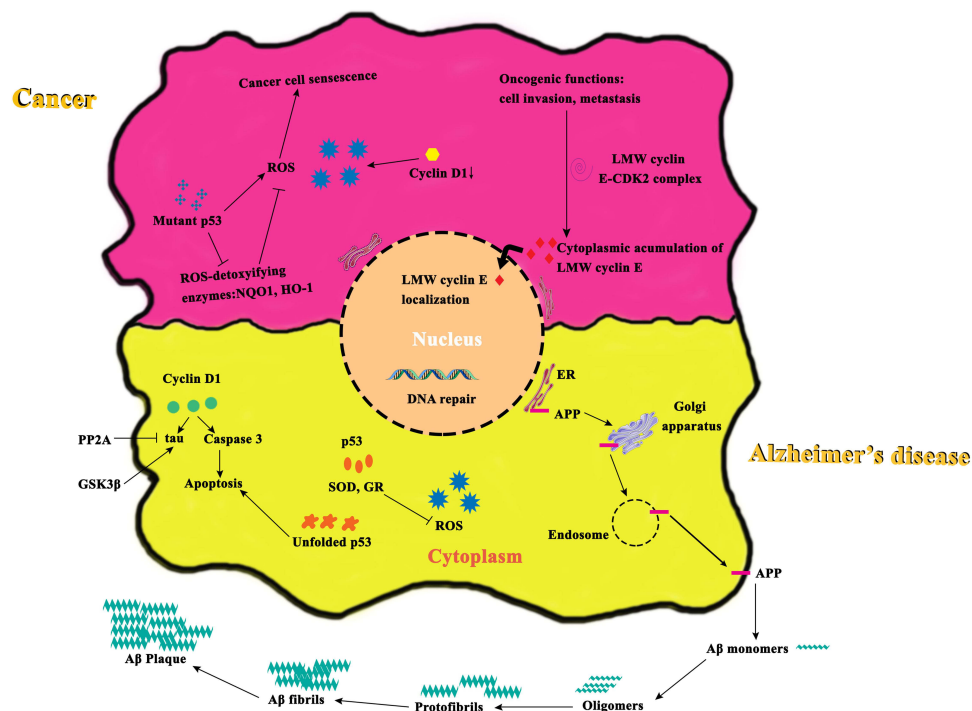 Cancer
Cancer cell sensescence
ROS
Cyclin D1↓
Mutant p53
ROS-detoxyifying
enzymes:NQO1, HO-1
Oncogenic functions:
cell invasion, metastasis
LMW cyclin
E-CDK2 complex
Cytoplasmic acumulation of
LMW cyclin E
LMW cyclin E
localization
Nucleus
DNA repair
Cyclin D1
PP2A
tau
Caspase 3
GSK3β
Apoptosis
Unfolded p53
p53
SOD, GR
ROS
Cytoplasm
ER
APP
Golgi
apparatus
Endosome
Alzheimer's disease
APP
Aβ monomers
Oligomers
Protofibrils
Aβ fibrils
Aβ Plaque